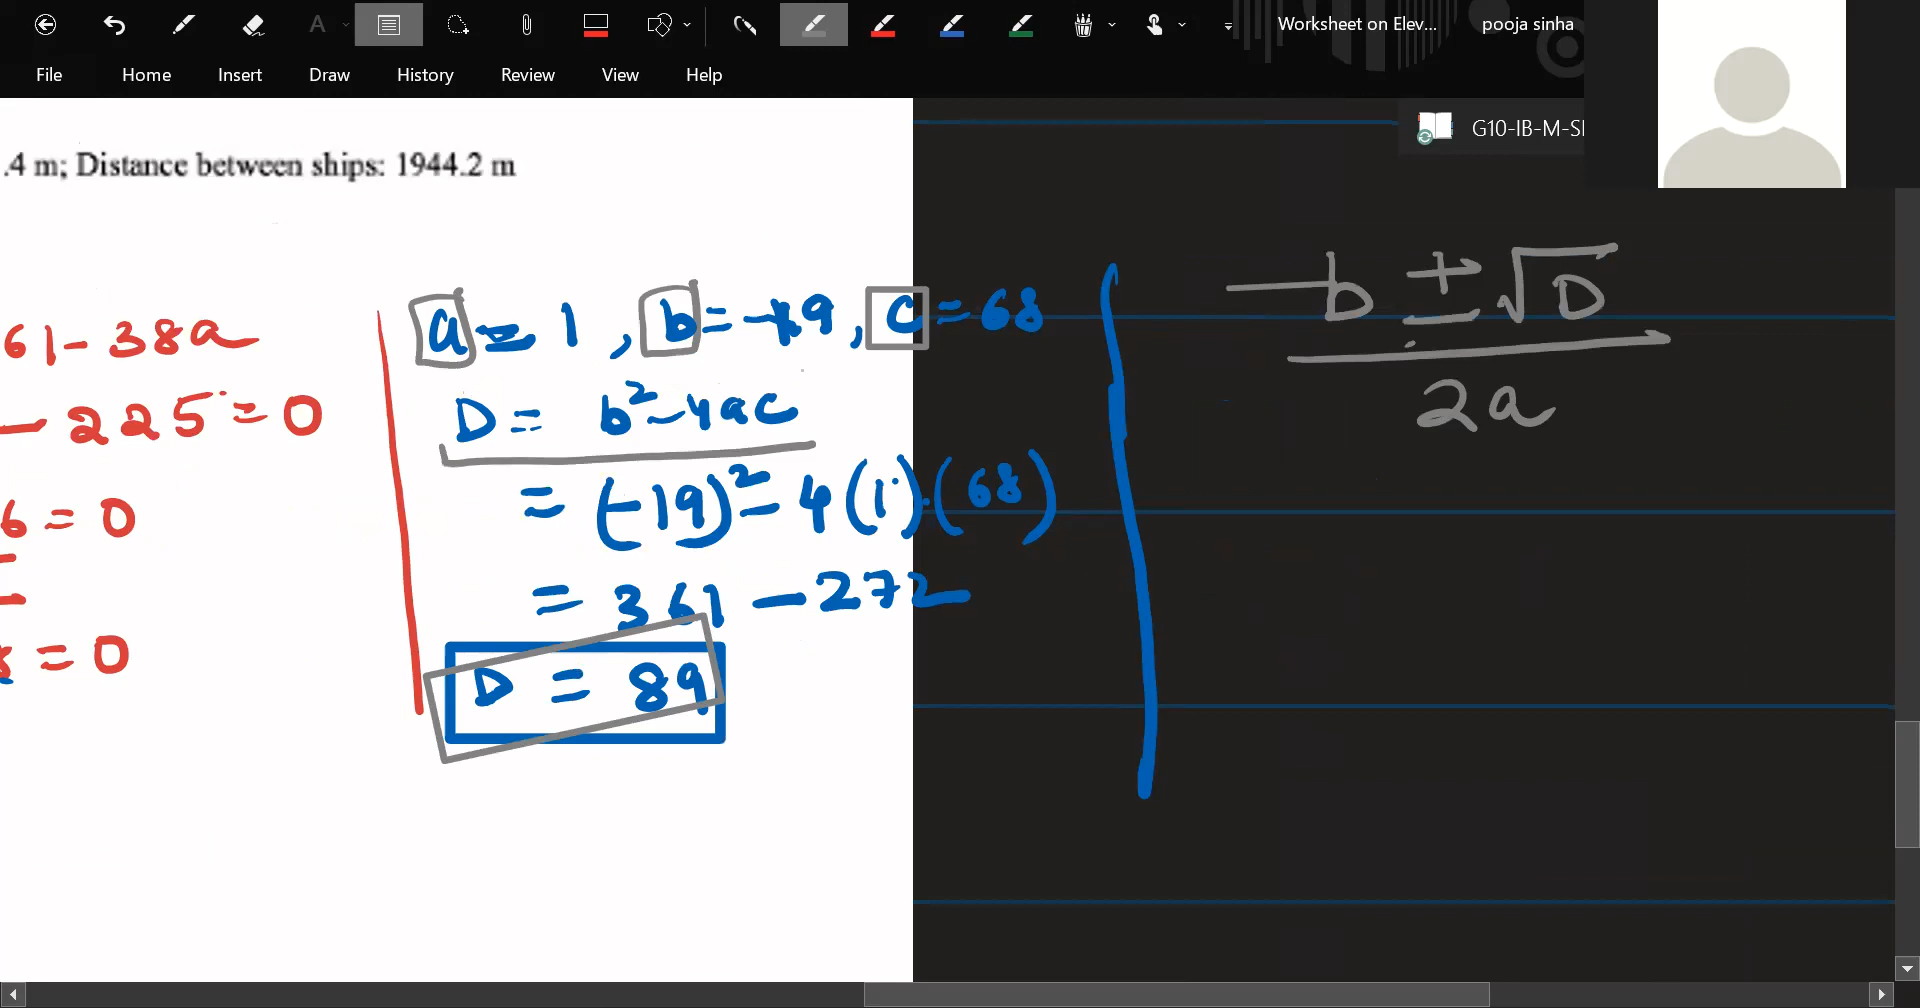 Worksheet on Elev... pooja sinha
File Home Insert Draw History Review View Help
G10-IB-M-SI
.4 m; Distance between ships: 1944.2 m
61 - 38a
- 225 = 0
6 = 0
= 0
a = 1 , b = -19 , c = 68
D = b² - 4ac
= (-19)² - 4(1).(68)
= 361 - 272
D = 89
-b ± √D
2a